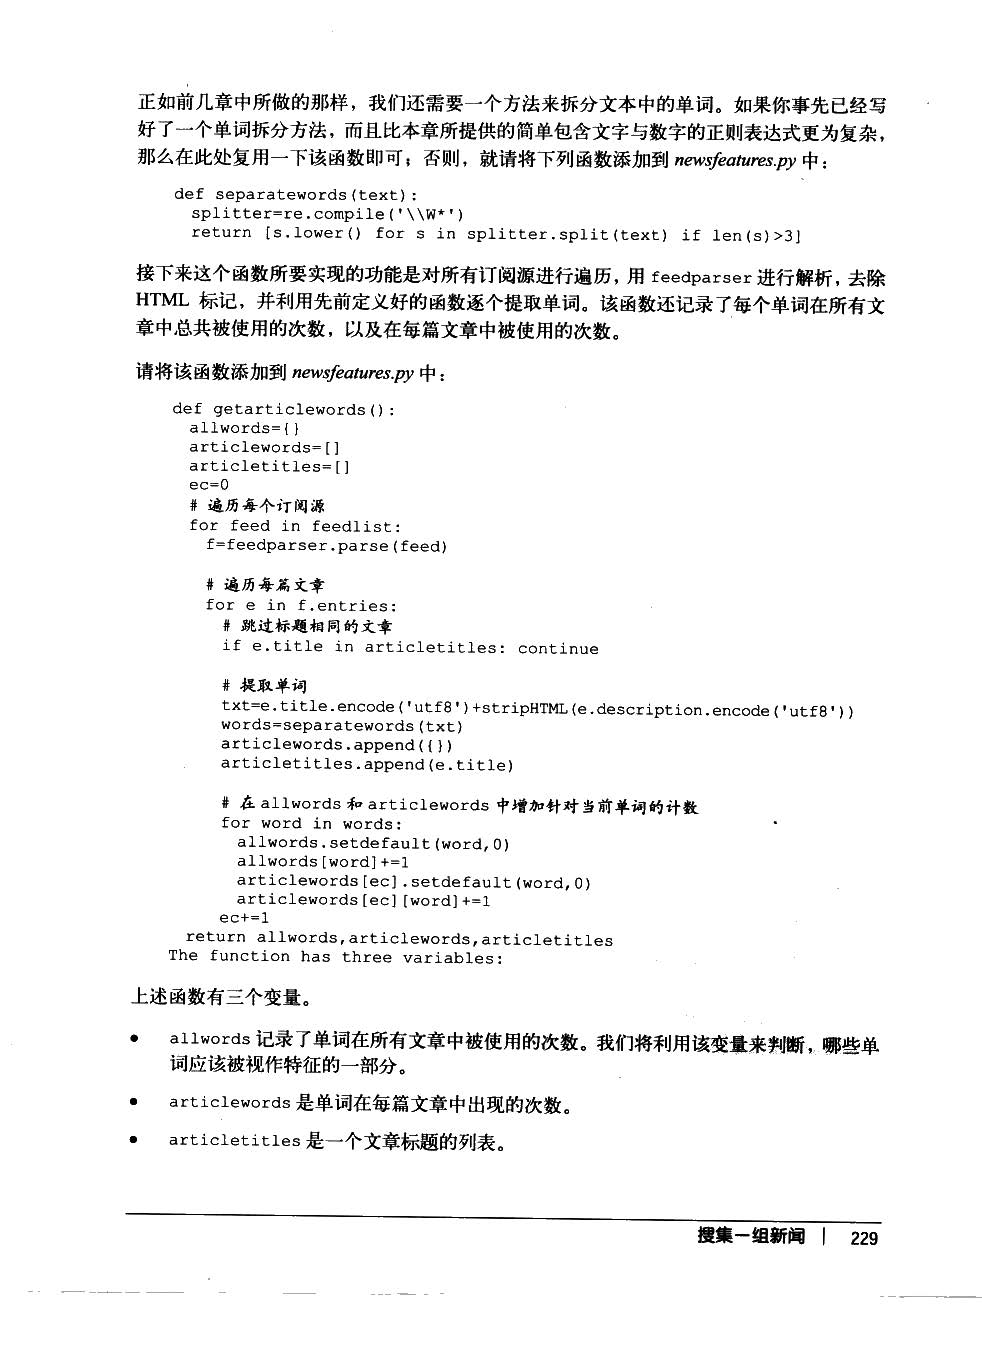 正如前几章中所做的那样，我们还需要一个方法来拆分文本中的单词。如果你事先已经写
好了一个单词拆分方法，而且比本章所提供的简单包含文字与数字的正则表达式更为复杂，
那么在此处复用一下该函数即可；否则，就请将下列函数添加到 newsfeatures.py 中：
def separatewords(text):
splitter=re.compile('\\W*')
return [s.lower() for s in splitter.split(text) if len(s)>3]
接下来这个函数所要实现的功能是对所有订阅源进行遍历，用 feedparser 进行解析，去除
HTML 标记，并利用先前定义好的函数逐个提取单词。该函数还记录了每个单词在所有文
章中总共被使用的次数，以及在每篇文章中被使用的次数。
请将该函数添加到 newsfeatures.py 中：
def getarticlewords():
allwords={}
articlewords=[]
articletitles=[]
ec=0
# 遍历每个订阅源
for feed in feedlist:
f=feedparser.parse(feed)
# 遍历每篇文章
for e in f.entries:
# 跳过标题相同的文章
if e.title in articletitles: continue
# 提取单词
txt=e.title.encode('utf8')+stripHTML(e.description.encode('utf8'))
words=separatewords(txt)
articlewords.append({})
articletitles.append(e.title)
# 在 allwords 和 articlewords 中增加针对当前单词的计数
for word in words:
allwords.setdefault(word,0)
allwords[word]+=1
articlewords[ec].setdefault(word,0)
articlewords[ec][word]+=1
ec+=1
return allwords,articlewords,articletitles
The function has three variables:
上述函数有三个变量。
• allwords 记录了单词在所有文章中被使用的次数。我们将利用该变量来判断，哪些单
词应该被视作特征的一部分。
• articlewords 是单词在每篇文章中出现的次数。
• articletitles 是一个文章标题的列表。
搜集一组新闻 | 229